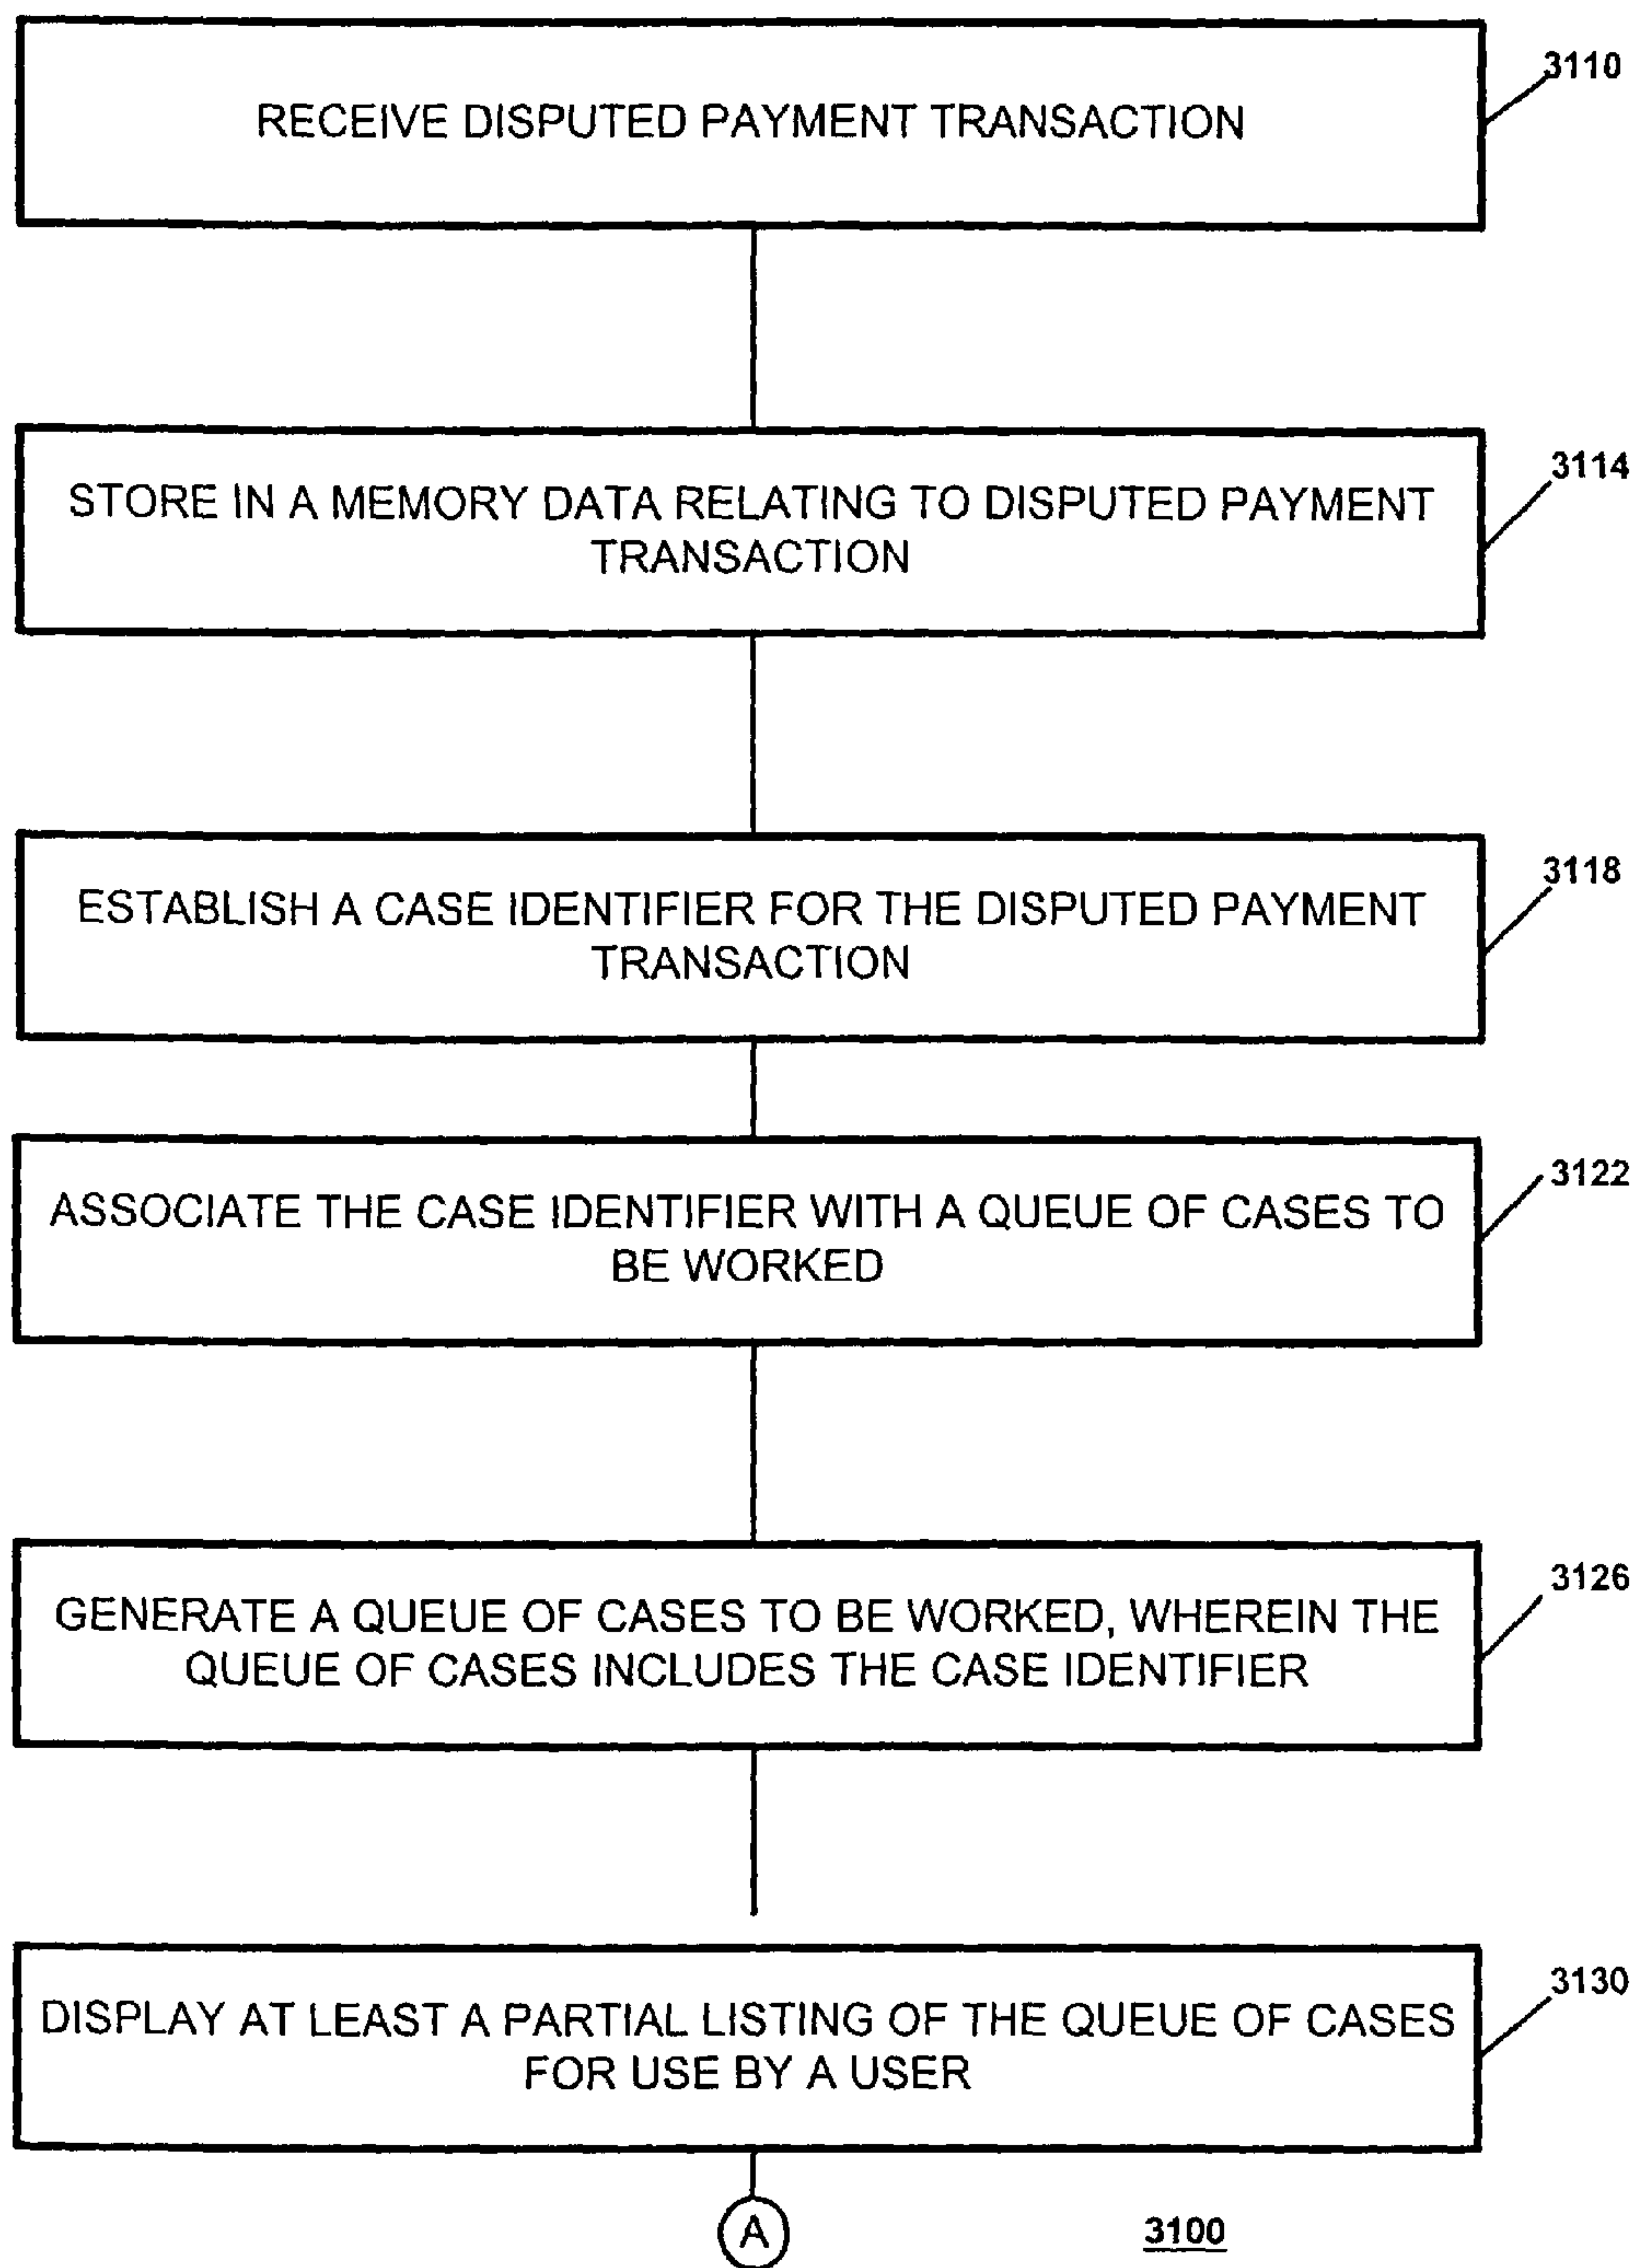 3110
RECEIVE DISPUTED PAYMENT TRANSACTION
3114
STORE IN A MEMORY DATA RELATING TO DISPUTED PAYMENT
TRANSACTION
3118
ESTABLISH A CASE IDENTIFIER FOR THE DISPUTED PAYMENT
TRANSACTION
3122
ASSOCIATE THE CASE IDENTIFIER WITH A QUEUE OF CASES TO
BE WORKED
3126
GENERATE A QUEUE OF CASES TO BE WORKED, WHEREIN THE
QUEUE OF CASES INCLUDES THE CASE IDENTIFIER
3130
DISPLAY AT LEAST A PARTIAL LISTING OF THE QUEUE OF CASES
FOR USE BY A USER
A
3100